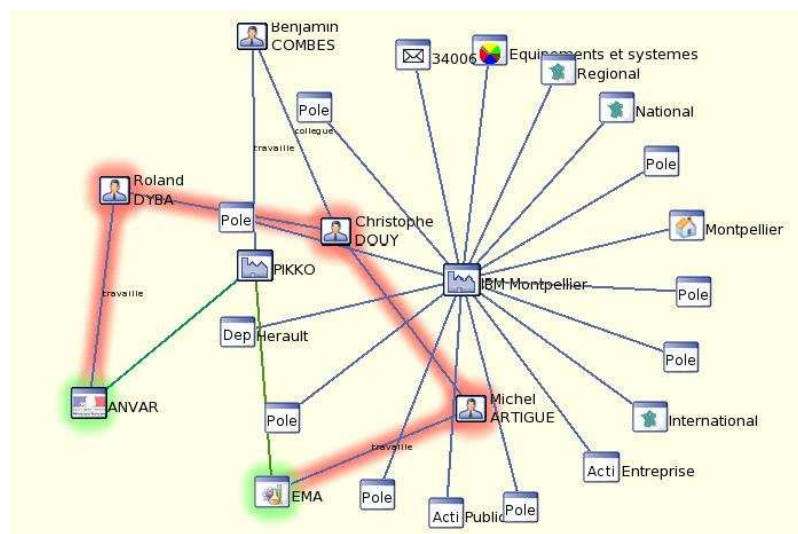 Benjamin
COMBES
34006
Equipements et systemes
Regional
National
Pole
collegue
travaille
Pole
Roland
DYBA
Pole
Christophe
DOUY
Montpellier
PIKKO
IBM Montpellier
Pole
travaille
Dep Herault
Pole
ANVAR
Michel
ARTIGUE
International
Pole
travaille
Acti Entreprise
EMA
Pole
Acti Public
Pole